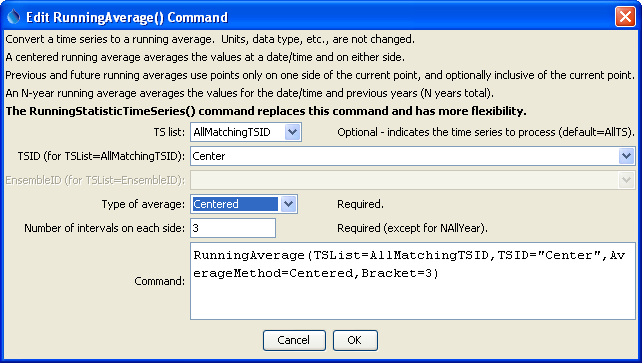 Edit RunningAverage() Command
Convert a time series to a running average.  Units, data type, etc., are not changed.
A centered running average averages the values at a date/time and on either side.
Previous and future running averages use points only on one side of the current point, and optionally inclusive of the current point.
An N-year running average averages the values for the date/time and previous years (N years total).
The RunningStatisticTimeSeries() command replaces this command and has more flexibility.
TS list: AllMatchingTSID Optional - indicates the time series to process (default=AllTS).
TSID (for TSList=AllMatchingTSID): Center
EnsembleID (for TSList=EnsembleID):
Type of average: Centered Required.
Number of intervals on each side: 3 Required (except for NAllYear).
Command: RunningAverage(TSList=AllMatchingTSID,TSID="Center",Av
erageMethod=Centered,Bracket=3)
Cancel OK